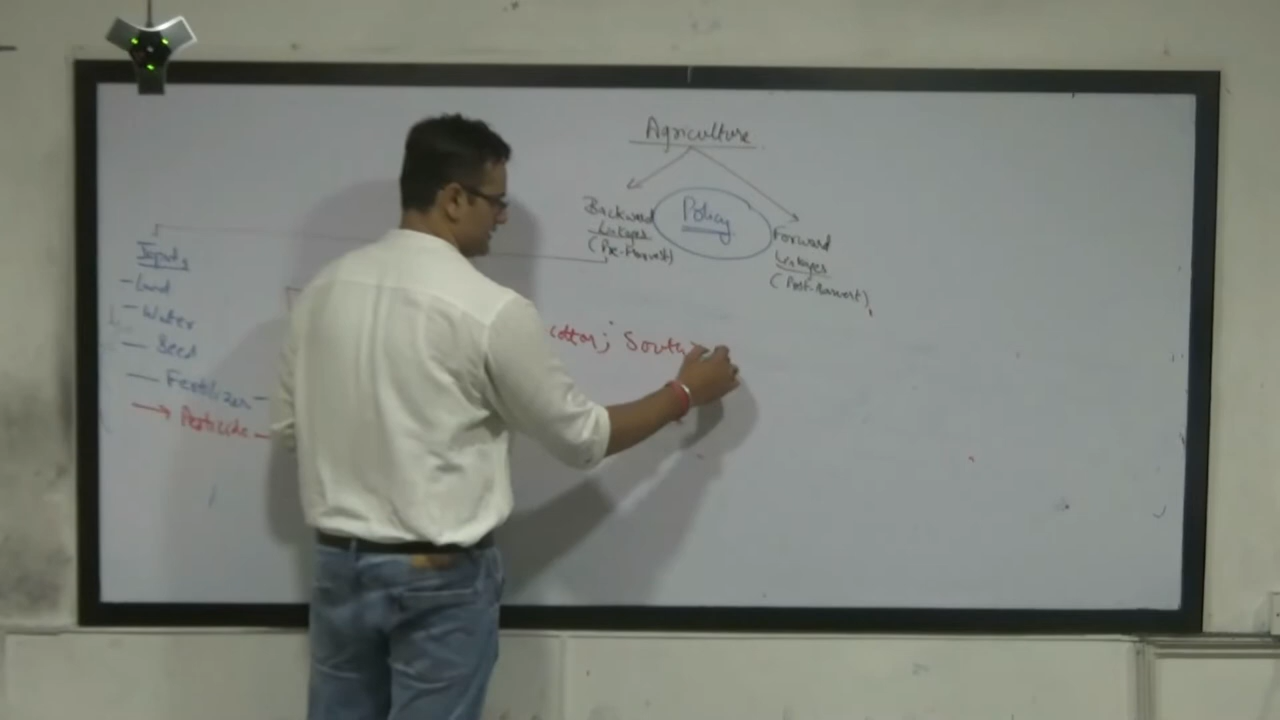 Agriculture
Policy
Backward
Linkages
(Pre-Harvest)
Forward
Linkages
(Post-Harvest)
Inputs
- Land
- Water
- Seed
- Fertilizer -
→ Pesticide -
Cotton; South